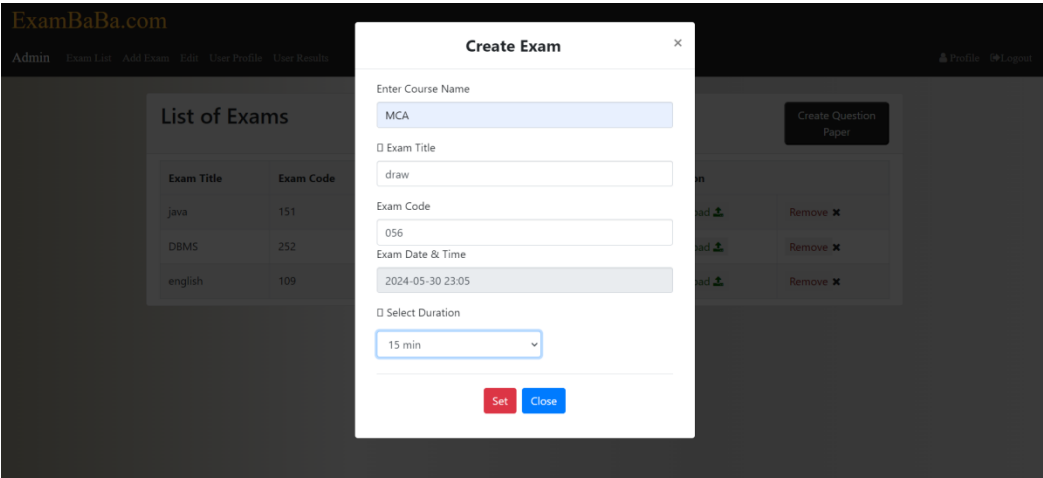 ExamBaBa.com
Admin Exam List Add Exam Edit User Profile User Results Profile Logout
Create Exam ×
Enter Course Name
MCA
Exam Title
draw
Exam Code
056
Exam Date & Time
2024-05-30 23:05
Select Duration
15 min
Set Close
List of Exams
Create Question
Paper
Exam Title Exam Code
java 151 Remove ✖
DBMS 252 Remove ✖
english 109 Remove ✖